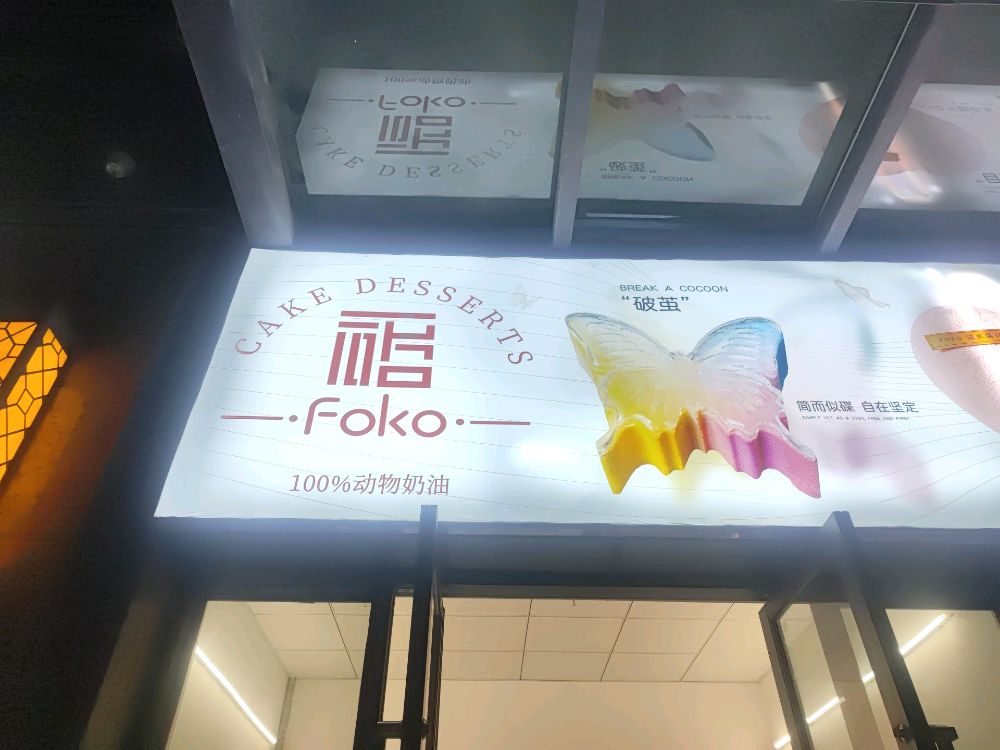 CAKE DESSERTS
福
Foko
100%动物奶油
BREAK A COCOON
“破茧”
简而似碟 自在坚定